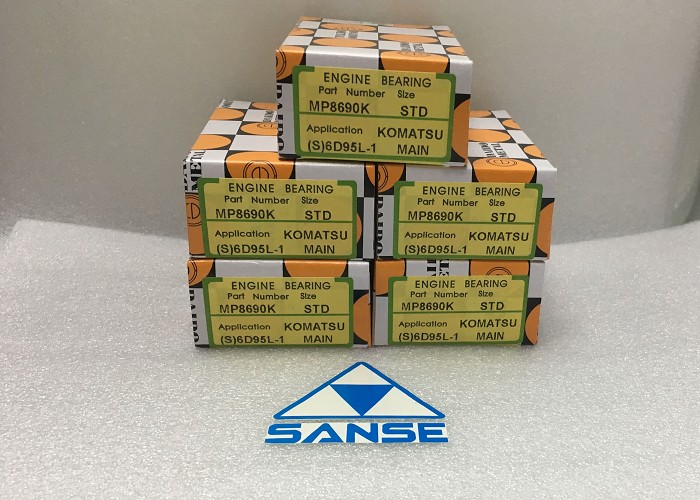 ENGINE BEARING
Part Number Size
MP8690K STD
Application KOMATSU
(S)6D95L-1 MAIN
DAIDO
METAL
ENGINE BEARING
Part Number Size
MP8690K STD
Application KOMATSU
(S)6D95L-1 MAIN
ENGINE BEARING
Part Number Size
MP8690K STD
Application KOMATSU
(S)6D95L-1 MAIN
ENGINE BEARING
Part Number Size
MP8690K STD
Application KOMATSU
(S)6D95L-1 MAIN
ENGINE BEARING
Part Number Size
MP8690K STD
Application KOMATSU
(S)6D95L-1 MAIN
SANSE